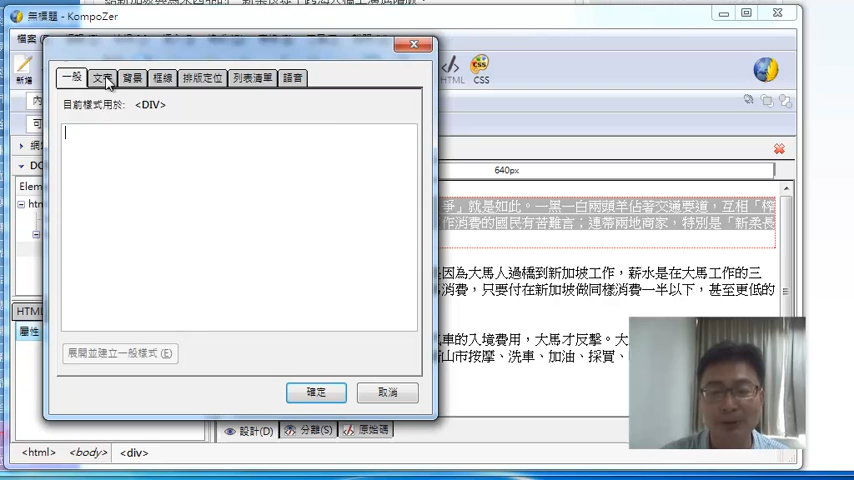 無標題 - KompoZer
檔案
新增
HTML
CSS
一般
文字
背景
框線
排版定位
列表清單
語音
目前樣式用於: <DIV>
640px
Elem
htm
爭」就是如此。一黑一白兩頭羊佔著交通要道，互相「榨
作消費的國民有苦難言；連帶兩地商家，特別是「新柔長
是因為大馬人過橋到新加坡工作，薪水是在大馬工作的三
消費，只要付在新加坡做同樣消費一半以下，甚至更低的
汽車的入境費用，大馬才反擊。大
山市按摩、洗車、加油、採買、
HTML
屬性
展開並建立一般樣式 (E)
確定
取消
設計(D)
分離(S)
原始碼
<html>
<body>
<div>